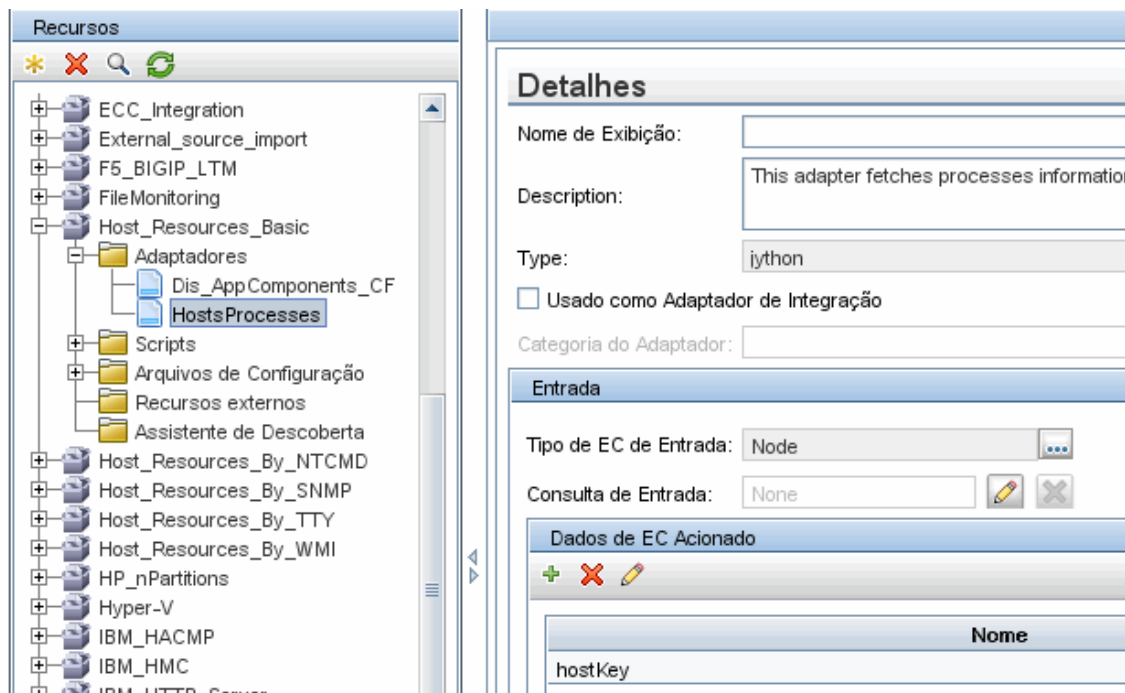 Recursos
ECC_Integration
External_source_import
F5_BIGIP_LTM
FileMonitoring
Host_Resources_Basic
Adaptadores
Dis_AppComponents_CF
HostsProcesses
Scripts
Arquivos de Configuração
Recursos externos
Assistente de Descoberta
Host_Resources_By_NTCMD
Host_Resources_By_SNMP
Host_Resources_By_TTY
Host_Resources_By_WMI
HP_nPartitions
Hyper-V
IBM_HACMP
IBM_HMC
IBM_HTTP_Server
Detalhes
Nome de Exibição:
Description: This adapter fetches processes information
Type: jython
Usado como Adaptador de Integração
Categoria do Adaptador:
Entrada
Tipo de EC de Entrada: Node ...
Consulta de Entrada: None
Dados de EC Acionado
Nome
hostKey